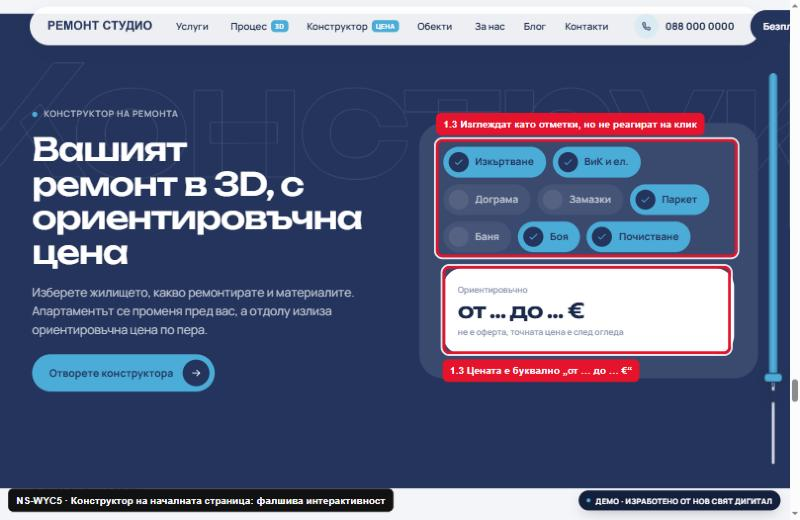 РЕМОНТ СТУДИО Услуги Процес 3D Конструктор ЦЕНА Обекти За нас Блог Контакти 088 000 0000 Безпл
КОНСТРУКТОР НА РЕМОНТА
Вашият
ремонт в 3D, с
ориентировъчна
цена
Изберете жилището, какво ремонтирате и материалите.
Апартаментът се променя пред вас, а отдолу излиза
ориентировъчна цена по пера.
Отворете конструктора
1.3 Изглеждат като отметки, но не реагират на клик
Изкъртване ВиК и ел.
Дограма Замазки Паркет
Баня Боя Почистване
Ориентировъчно
от ... до ... €
не е оферта, точната цена е след огледа
1.3 Цената е буквално „от ... до ... €“
NS-WYC5 · Конструктор на началната страница: фалшива интерактивност
ДЕМО · ИЗРАБОТЕНО ОТ НОВ СВЯТ ДИГИТАЛ